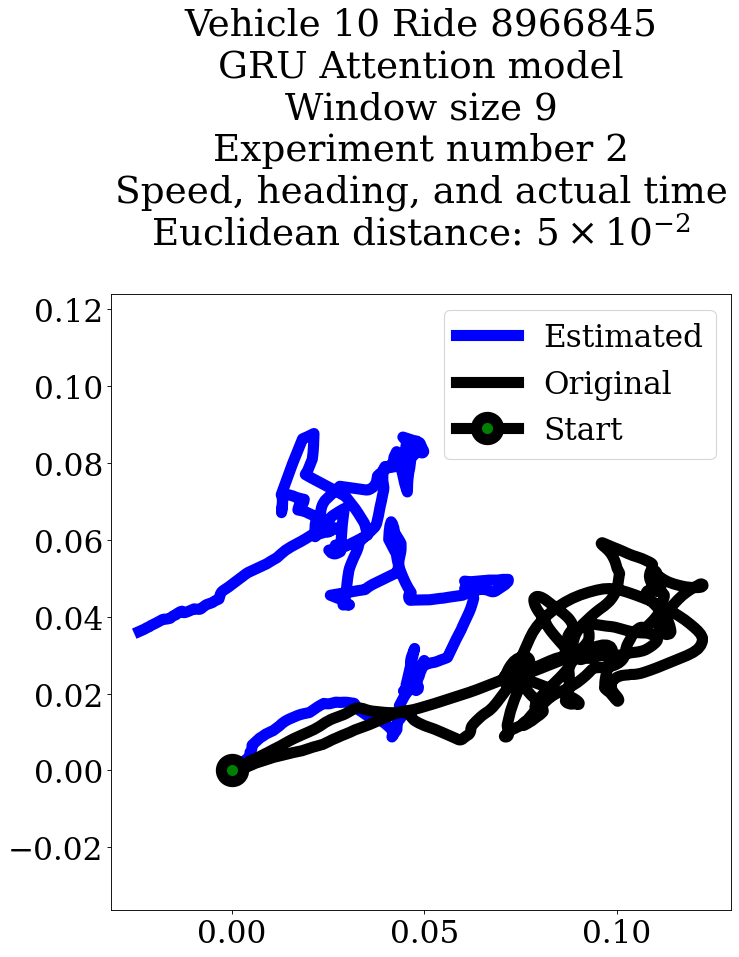 Vehicle 10 Ride 8966845
GRU Attention model
Window size 9
Experiment number 2
Speed, heading, and actual time
Euclidean distance: 5 × 10⁻²
0.12
0.10
0.08
0.06
0.04
0.02
0.00
−0.02
Estimated
Original
Start
0.00 0.05 0.10